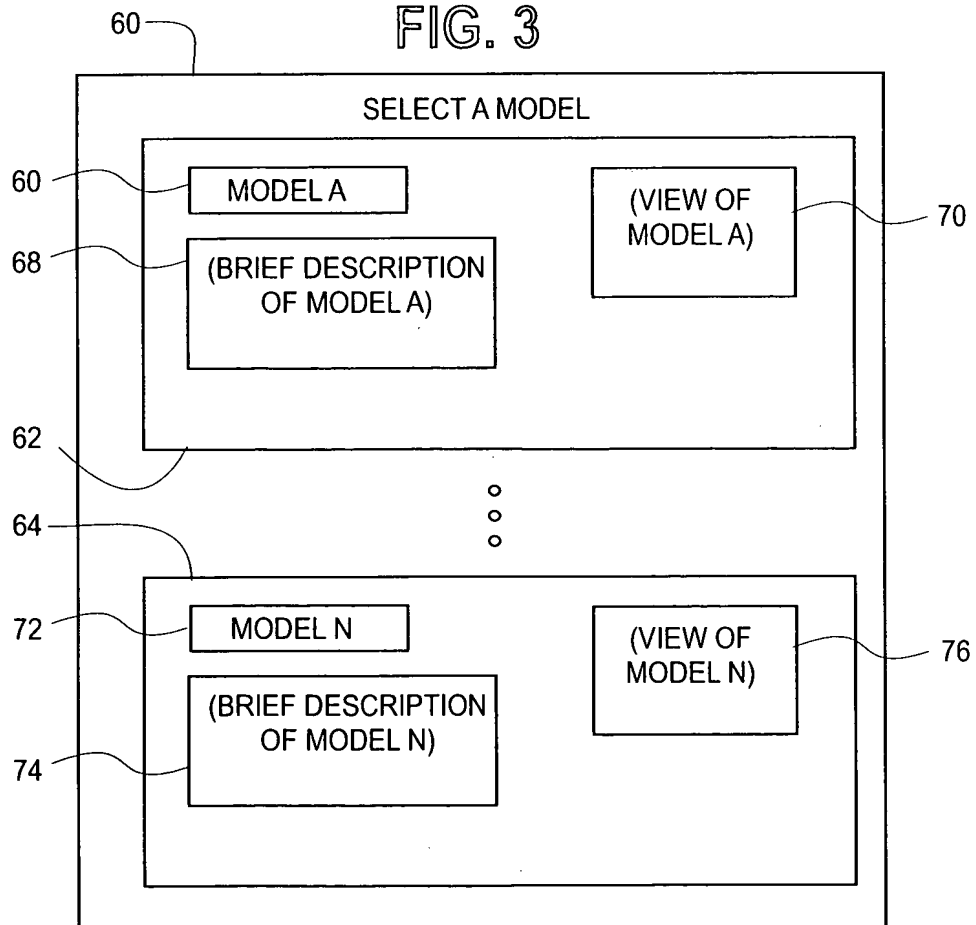 60
FIG. 3
SELECT A MODEL
60
MODEL A
(VIEW OF
MODEL A)
70
68
(BRIEF DESCRIPTION
OF MODEL A)
62
64
72
MODEL N
(VIEW OF
MODEL N)
76
(BRIEF DESCRIPTION
OF MODEL N)
74